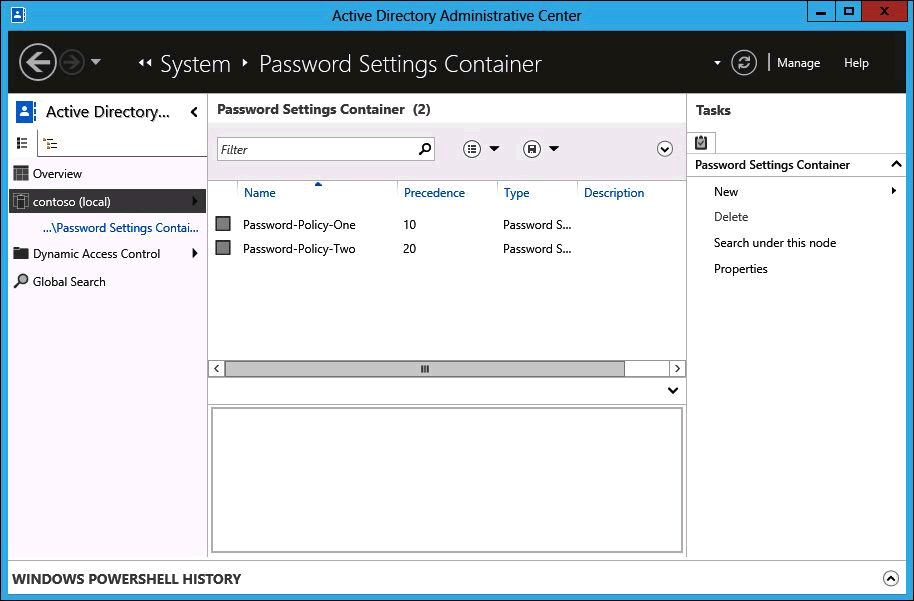 Active Directory Administrative Center
System Password Settings Container
Manage
Help
Active Directory...
Overview
contoso (local)
...\Password Settings Contai...
Dynamic Access Control
Global Search
Password Settings Container (2)
Filter
Name Precedence Type Description
Password-Policy-One 10 Password S...
Password-Policy-Two 20 Password S...
Tasks
Password Settings Container
New
Delete
Search under this node
Properties
WINDOWS POWERSHELL HISTORY